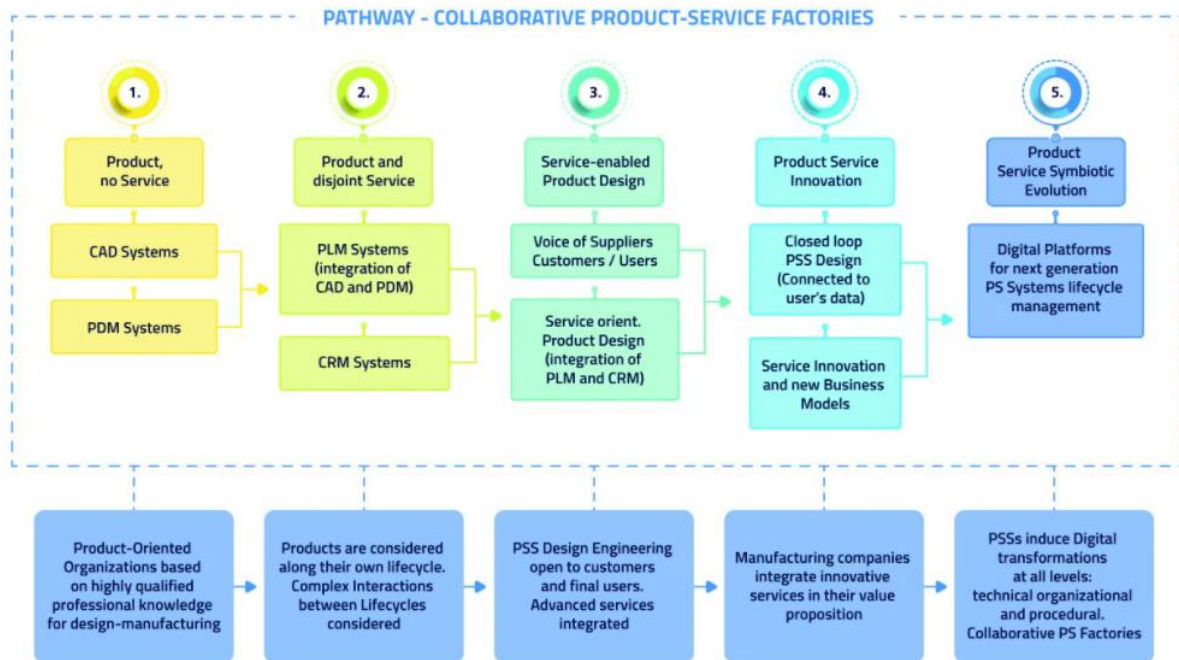 PATHWAY - COLLABORATIVE PRODUCT-SERVICE FACTORIES
1.
Product,
no Service
CAD Systems
PDM Systems
2.
Product and
disjoint Service
PLM Systems
(integration of
CAD and PDM)
CRM Systems
3.
Service-enabled
Product Design
Voice of Suppliers
Customers / Users
Service orient.
Product Design
(integration of
PLM and CRM)
4.
Product Service
Innovation
Closed loop
PSS Design
(Connected to
user's data)
Service Innovation
and new Business
Models
5.
Product
Service Symbiotic
Evolution
Digital Platforms
for next generation
PS Systems lifecycle
management
Product-Oriented
Organizations based
on highly qualified
professional knowledge
for design-manufacturing
Products are considered
along their own lifecycle.
Complex Interactions
between Lifecycles
considered
PSS Design Engineering
open to customers
and final users.
Advanced services
integrated
Manufacturing companies
integrate innovative
services in their value
proposition
PSSs induce Digital
transformations
at all levels:
technical organizational
and procedural.
Collaborative PS Factories